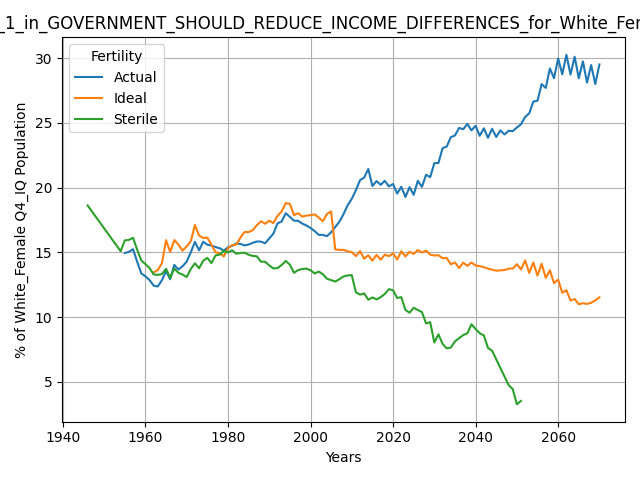 _1_in_GOVERNMENT_SHOULD_REDUCE_INCOME_DIFFERENCES_for_White_Fem
Fertility
Actual
Ideal
Sterile
% of White_Female Q4_IQ Population
30
25
20
15
10
5
1940 1960 1980 2000 2020 2040 2060
Years